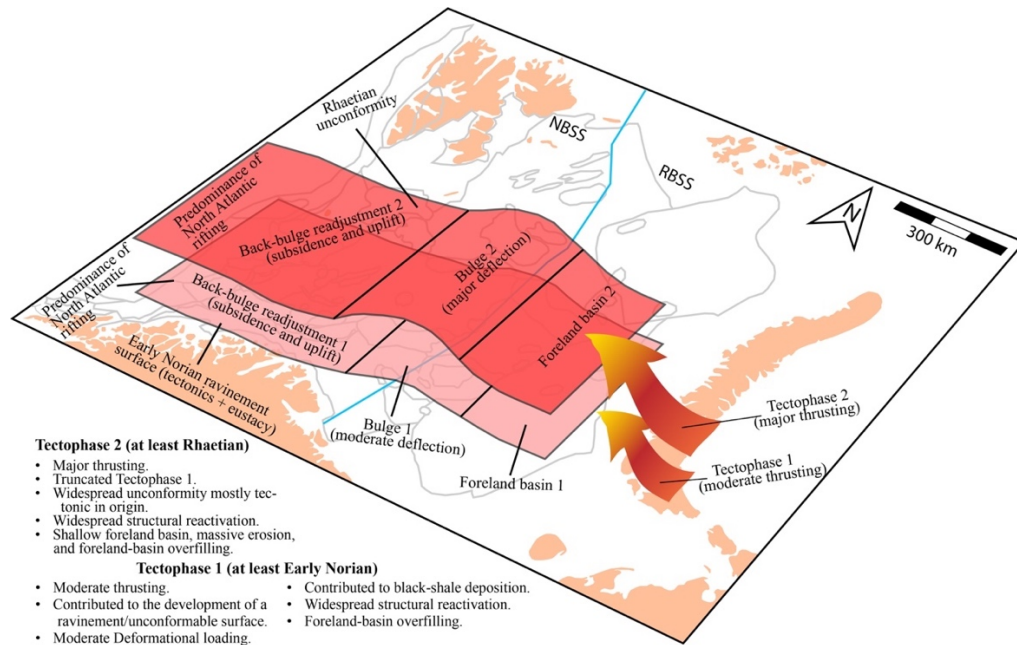 Rhaetian
unconformity
NBSS
RBSS
N
300 km
Predominance of
North Atlantic
rifting
Back-bulge readjustment 2
(subsidence and uplift)
Bulge 2
(major deflection)
Foreland basin 2
Predominance of
North Atlantic
rifting
Back-bulge readjustment 1
(subsidence and uplift)
Early Norian ravinement
surface (tectonics + eustacy)
Bulge 1
(moderate deflection)
Foreland basin 1
Tectophase 2
(major thrusting)
Tectophase 1
(moderate thrusting)
Tectophase 2 (at least Rhaetian)
• Major thrusting.
• Truncated Tectophase 1.
• Widespread unconformity mostly tec-
tonic in origin.
• Widespread structural reactivation.
• Shallow foreland basin, massive erosion,
and foreland-basin overfilling.
Tectophase 1 (at least Early Norian)
• Moderate thrusting.
• Contributed to the development of a
ravinement/unconformable surface.
• Moderate Deformational loading.
• Contributed to black-shale deposition.
• Widespread structural reactivation.
• Foreland-basin overfilling.